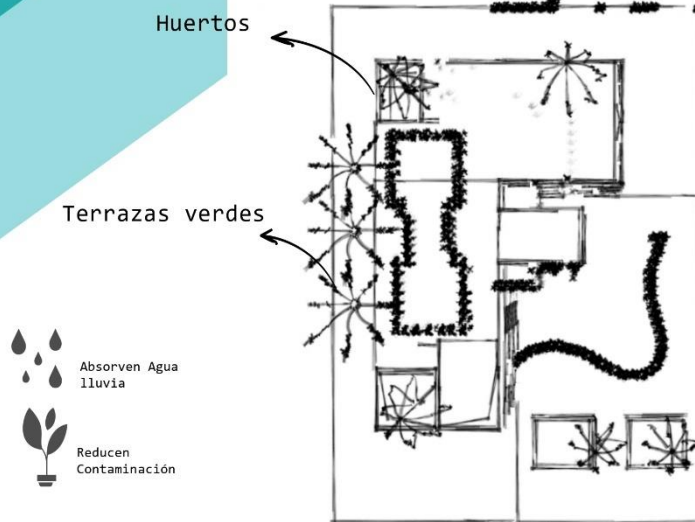 Huertos
Terrazas verdes
Absorven Agua
lluvia
Reducen
Contaminación